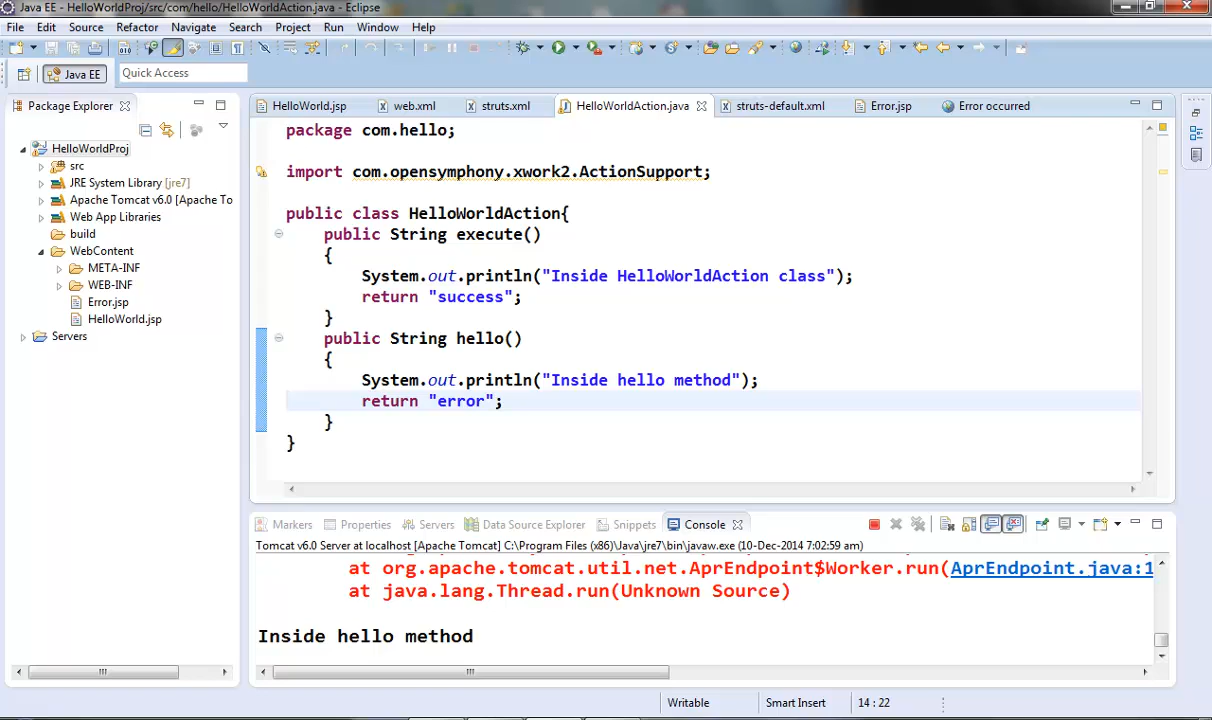 Java EE - HelloWorldProj/src/com/hello/HelloWorldAction.java - Eclipse
File Edit Source Refactor Navigate Search Project Run Window Help
Java EE Quick Access
Package Explorer
HelloWorld.jsp web.xml struts.xml HelloWorldAction.java struts-default.xml Error.jsp Error occurred
HelloWorldProj
src
JRE System Library [jre7]
Apache Tomcat v6.0 [Apache To
Web App Libraries
build
WebContent
META-INF
WEB-INF
Error.jsp
HelloWorld.jsp
Servers
package com.hello;
import com.opensymphony.xwork2.ActionSupport;
public class HelloWorldAction{
public String execute()
{
System.out.println("Inside HelloWorldAction class");
return "success";
}
public String hello()
{
System.out.println("Inside hello method");
return "error";
}
}
Markers Properties Servers Data Source Explorer Snippets Console
Tomcat v6.0 Server at localhost [Apache Tomcat] C:\Program Files (x86)\Java\jre7\bin\javaw.exe (10-Dec-2014 7:02:59 am)
at org.apache.tomcat.util.net.AprEndpoint$Worker.run(AprEndpoint.java:1
at java.lang.Thread.run(Unknown Source)
Inside hello method
Writable Smart Insert 14 : 22